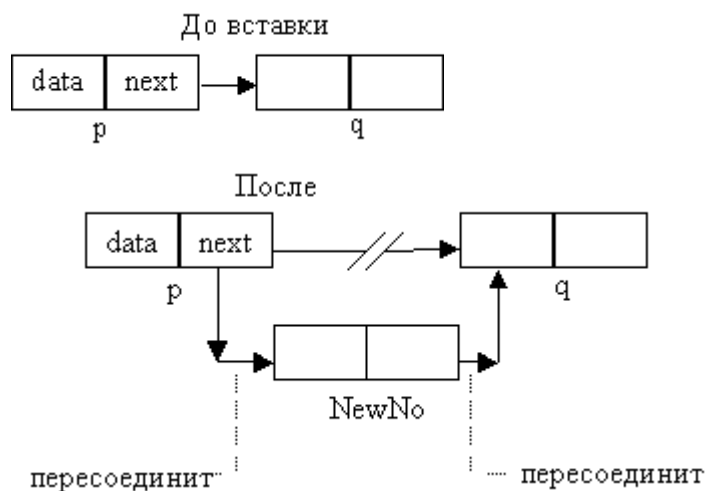 До вставки
data next
p q
После
data next
p q
NewNo
пересоединит пересоединит